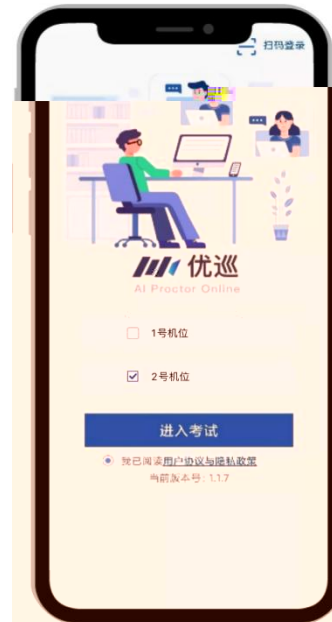 扫码登录
优巡
AI Proctor Online
1号机位
2号机位
进入考试
我已阅读用户协议与隐私政策
当前版本号：1.1.7